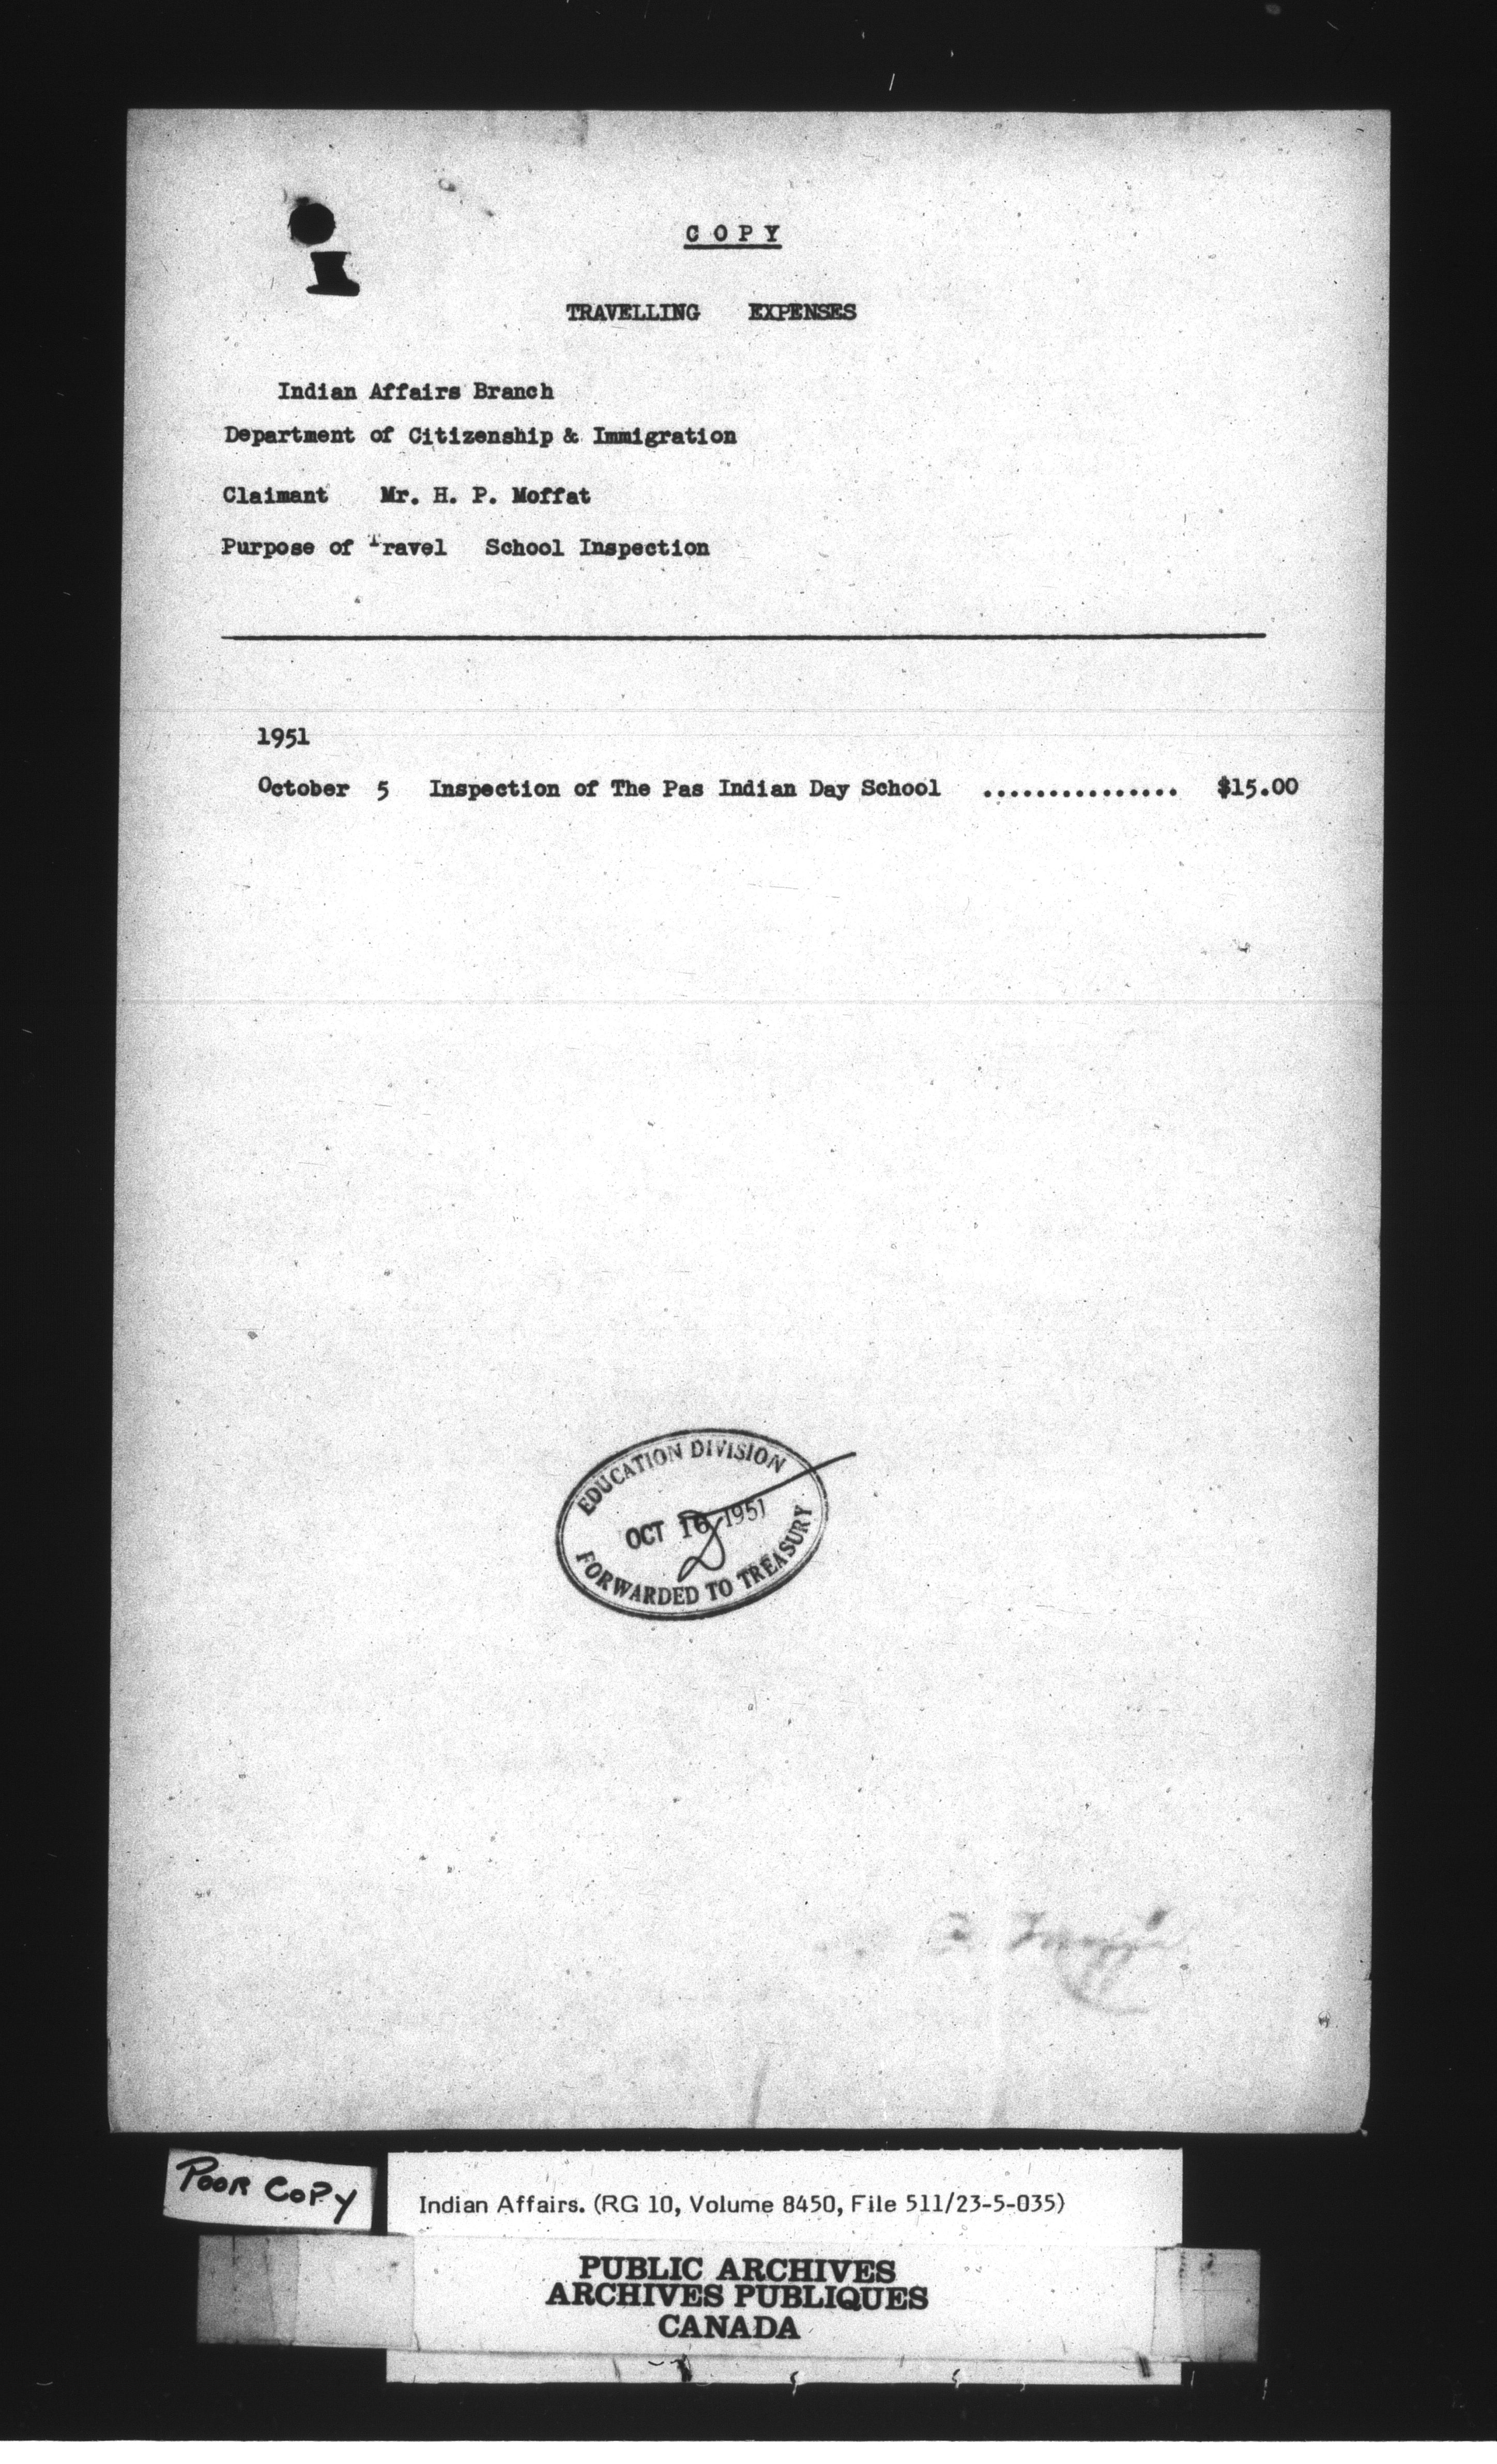 C O P Y
TRAVELLING EXPENSES
Indian Affairs Branch
Department of Citizenship & Immigration
Claimant Mr. H. P. Moffat
Purpose of Travel School Inspection
1951
October 5 Inspection of The Pas Indian Day School ............... $15.00
EDUCATION DIVISION
OCT 16 1951
FORWARDED TO TREASURY
POOR COPY
Indian Affairs. (RG 10, Volume 8450, File 511/23-5-035)
PUBLIC ARCHIVES
ARCHIVES PUBLIQUES
CANADA